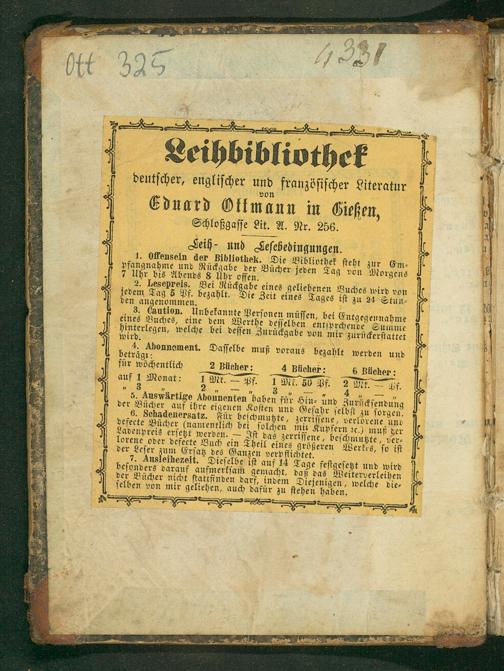 Ott 325
4331
Leihbibliothek
deutscher, englischer und französischer Literatur
von
Eduard Ottmann in Gießen,
Schloßgasse Lit. A. Nr. 256.
Leih- und Lesebedingungen.
1. Offensein der Bibliothek. Die Bibliothek steht zur Em-
pfangnahme und Rückgabe der Bücher jeden Tag von Morgens
7 Uhr bis Abends 8 Uhr offen.
2. Lesepreis. Bei Rückgabe eines geliehenen Buches wird von
jedem Tag 5 Pf. bezahlt. Die Zeit eines Tages ist zu 24 Stun-
den angenommen.
3. Caution. Unbekannte Personen müssen, bei Entgegennahme
eines Buches, eine dem Werthe desselben entsprechende Summe
hinterlegen, welche bei dessen Zurückgabe von mir zurückerstattet
wird.
4. Abonnement. Dasselbe muß voraus bezahlt werden und
beträgt:
für wöchentlich 2 Bücher: 4 Bücher: 6 Bücher:
auf 1 Monat: 1 Mk. — Pf. 1 Mk. 50 Pf. 2 Mk. — Pf.
„ 3 „ 2 „ — „ 3 „ — „ 4 „ — „
5. Auswärtige Abonnenten haben für Hin- und Zurücksendung
der Bücher auf ihre eigenen Kosten und Gefahr selbst zu sorgen.
6. Schadenersatz. Für beschmutzte, zerrissene, verlorene und
defecte Bücher (namentlich bei solchen mit Kupfern ꝛc.) muß der
Ladenpreis ersetzt werden. — Ist das zerrissene, beschmutzte, ver-
lorene oder defecte Buch ein Theil eines größeren Werkes, so ist
der Leser zum Ersatz des Ganzen verpflichtet.
7. Ausleihezeit. Dieselbe ist auf 14 Tage festgesetzt und wird
besonders darauf aufmerksam gemacht, daß das Weiterverleihen
der Bücher nicht stattfinden darf, indem Diejenigen, welche die-
selben von mir geliehen, auch dafür zu stehen haben.